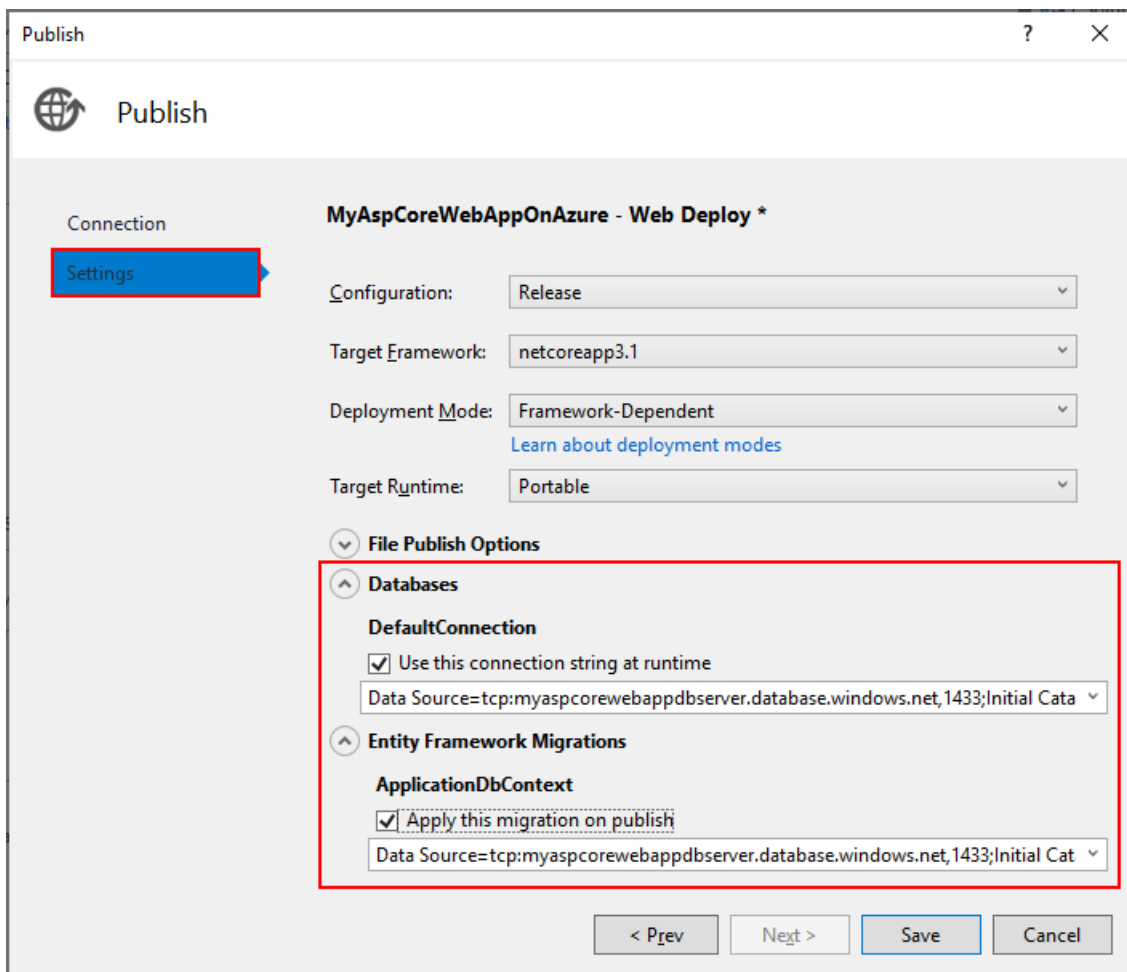 Publish
?
Publish
Connection
Settings
MyAspCoreWebAppOnAzure - Web Deploy *
Configuration: Release
Target Framework: netcoreapp3.1
Deployment Mode: Framework-Dependent
Learn about deployment modes
Target Runtime: Portable
File Publish Options
Databases
DefaultConnection
Use this connection string at runtime
Data Source=tcp:myaspcorewebappdbserver.database.windows.net,1433;Initial Cata
Entity Framework Migrations
ApplicationDbContext
Apply this migration on publish
Data Source=tcp:myaspcorewebappdbserver.database.windows.net,1433;Initial Cat
< Prev Next > Save Cancel